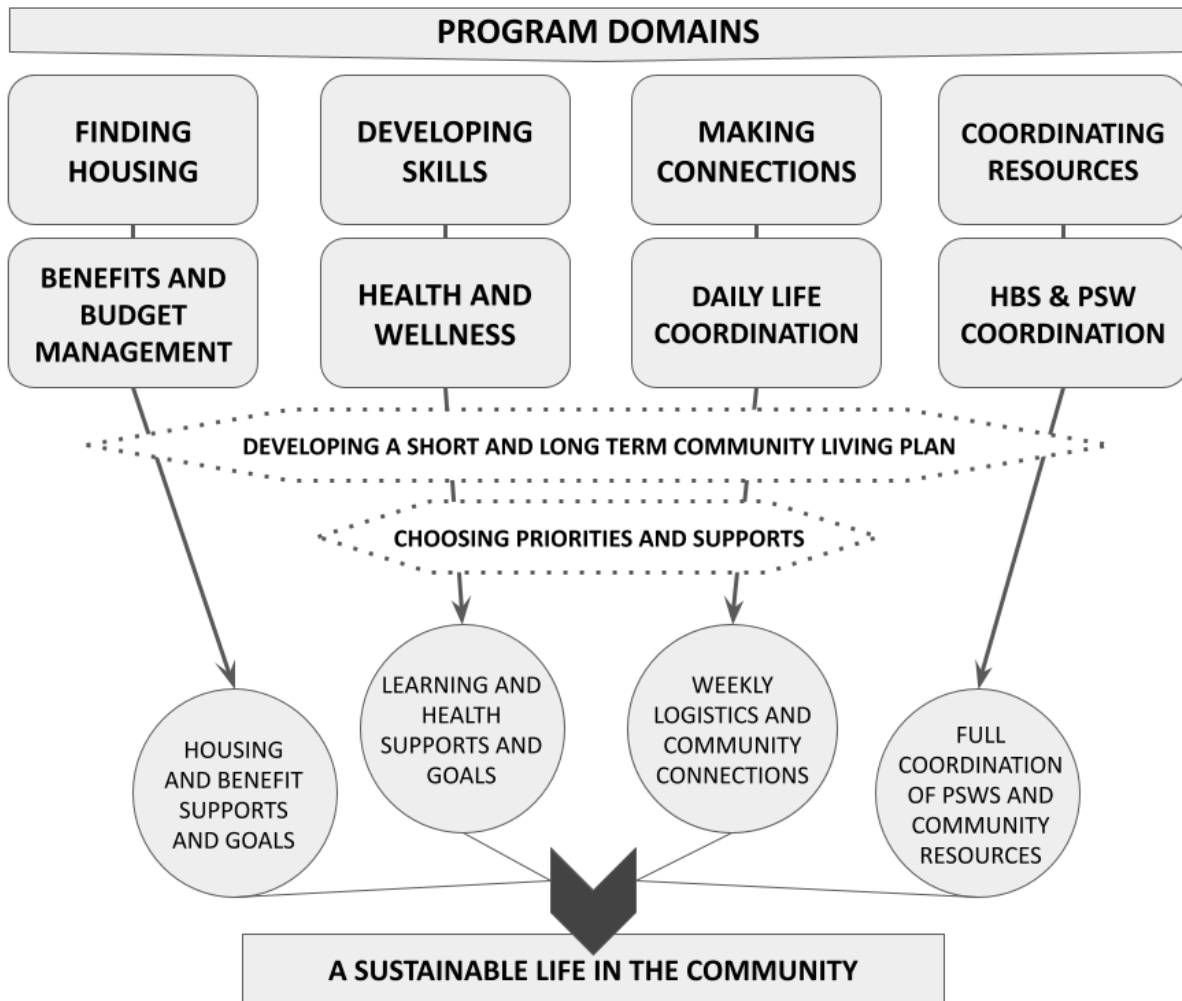 PROGRAM DOMAINS
FINDING
HOUSING
DEVELOPING
SKILLS
MAKING
CONNECTIONS
COORDINATING
RESOURCES
BENEFITS AND
BUDGET
MANAGEMENT
HEALTH AND
WELLNESS
DAILY LIFE
COORDINATION
HBS & PSW
COORDINATION
DEVELOPING A SHORT AND LONG TERM COMMUNITY LIVING PLAN
CHOOSING PRIORITIES AND SUPPORTS
HOUSING
AND BENEFIT
SUPPORTS
AND GOALS
LEARNING AND
HEALTH
SUPPORTS AND
GOALS
WEEKLY
LOGISTICS AND
COMMUNITY
CONNECTIONS
FULL
COORDINATION
OF PSWS AND
COMMUNITY
RESOURCES
A SUSTAINABLE LIFE IN THE COMMUNITY